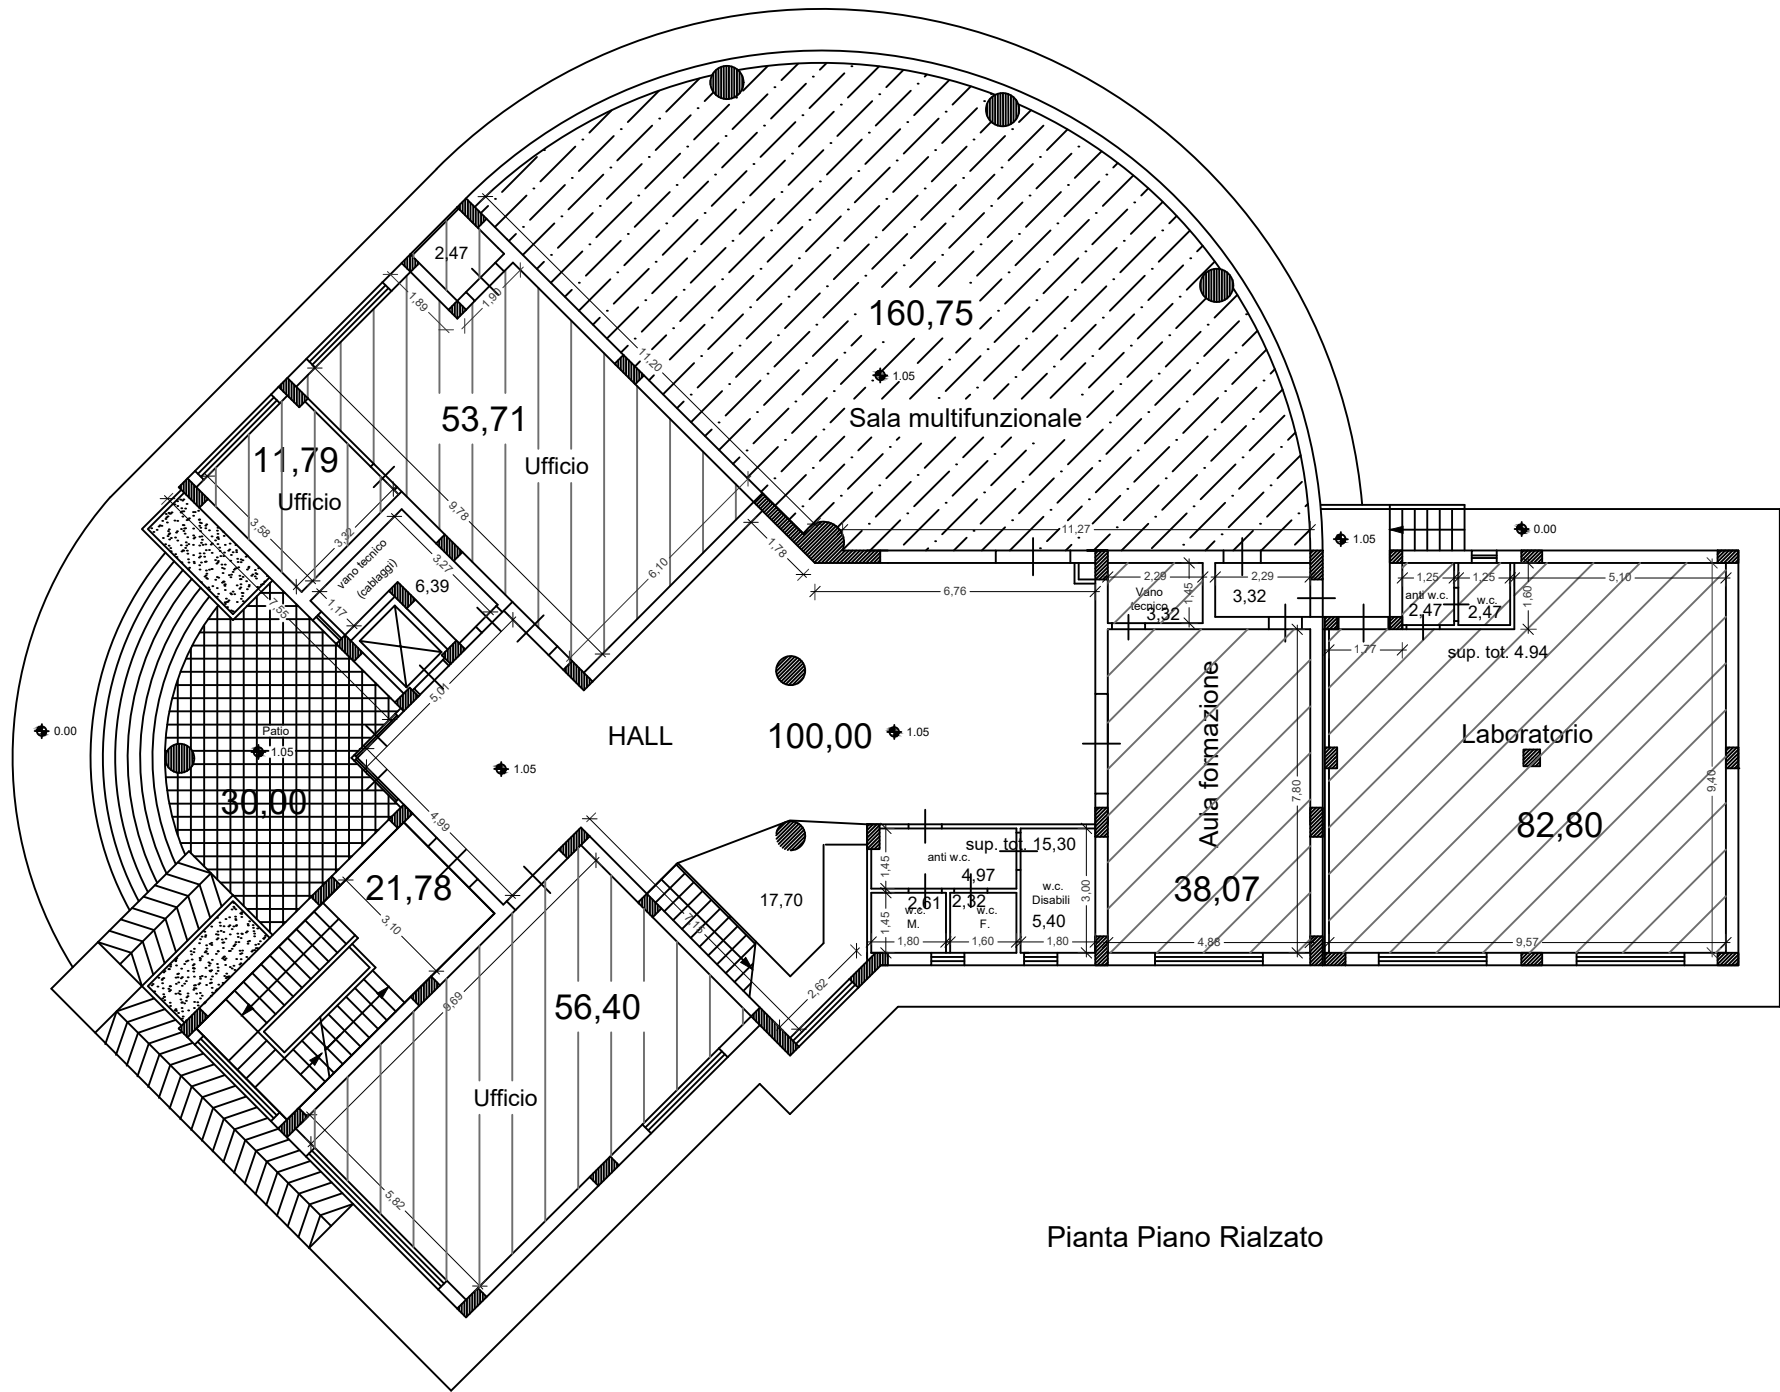 2,47
1,89
1,90
160,75
11,20
1.05
Sala multifunzionale
53,71
Ufficio
11,79
Ufficio
3,58
3,32
9,78
6,10
vano tecnico
(cablaggi)
3,27
6,39
1,17
7,55
1,78
11,27
6,76
2,29
1,45
Vano
tecnico
3,32
2,29
3,32
1.05
0.00
1,25
1,25
5,10
anti w.c.
2,47
w.c.
2,47
1,60
1,77
sup. tot. 4.94
0.00
Patio
1.05
30,00
5,01
HALL
100,00
1.05
1.05
Aula formazione
7,80
Laboratorio
9,40
82,80
4,99
21,78
3,10
17,70
7,15
2,62
sup. tot. 15,30
anti w.c.
1,45
4,97
2,61
w.c.
M.
2,32
w.c.
F.
w.c.
Disabili
5,40
3,00
1,45
1,80
1,60
1,80
38,07
4,88
9,57
9,69
56,40
Ufficio
5,82
Pianta Piano Rialzato